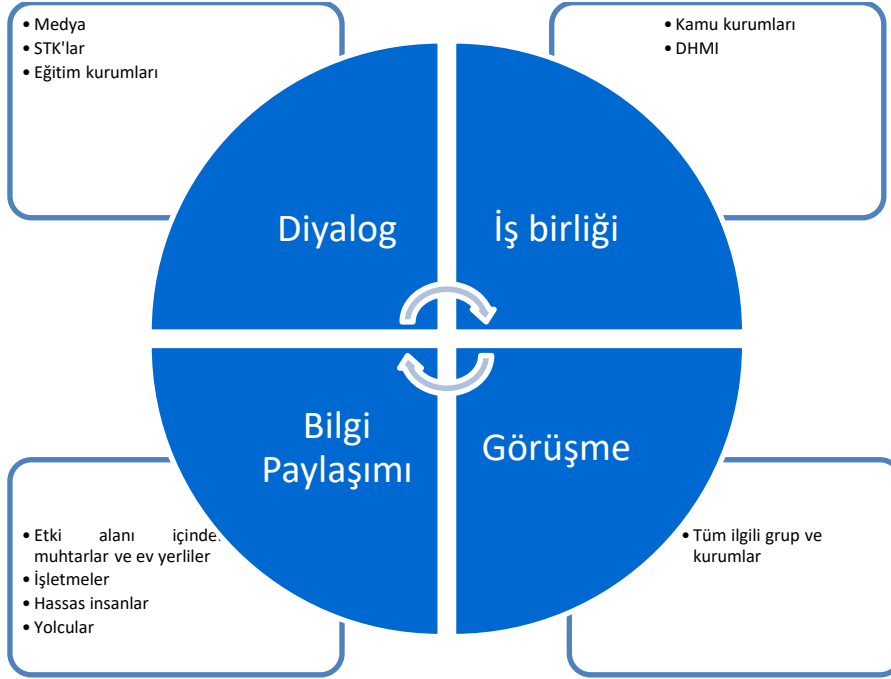 • Medya
• STK'lar
• Eğitim kurumları
• Kamu kurumları
• DHMI
Diyalog
İş birliği
Bilgi
Paylaşımı
Görüşme
• Etki alanı
muhtarlar ve ev yerliler
• İşletmeler
• Hassas insanlar
• Yolcular
• Tüm ilgili grup ve
kurumlar